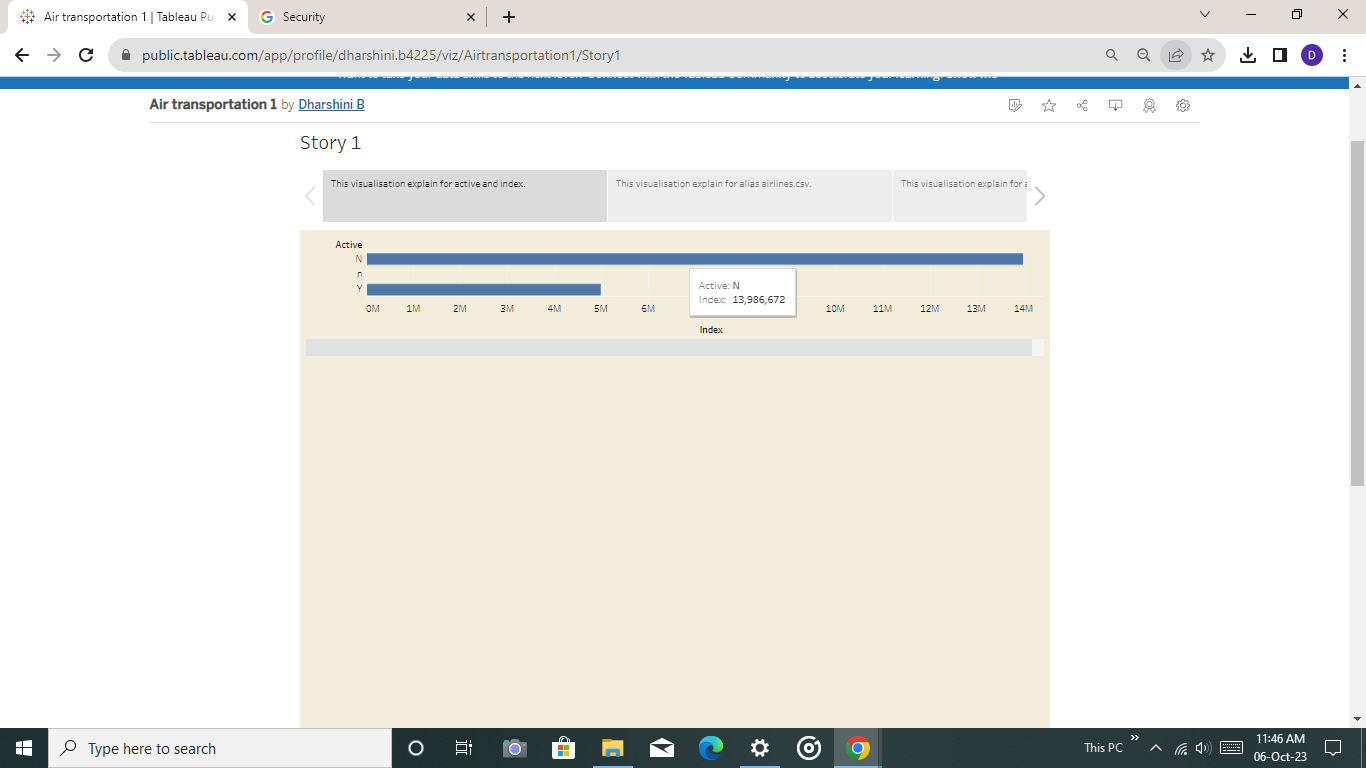 Air transportation 1 | Tableau Pu
Security
public.tableau.com/app/profile/dharshini.b4225/viz/Airtransportation1/Story1
D
Air transportation 1 by Dharshini B
Story 1
This visualisation explain for active and index.
This visualisation explain for alias airlines.csv.
This visualisation explain for a
Active
N
n
Y
Active: N
Index: 13,986,672
0M 1M 2M 3M 4M 5M 6M 10M 11M 12M 13M 14M
Index
Type here to search
This PC
11:46 AM
06-Oct-23